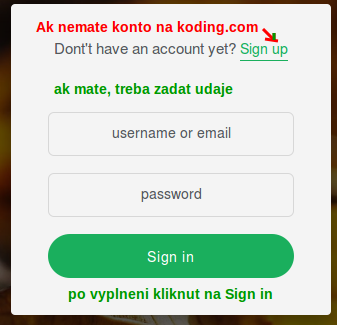 Ak nemate konto na koding.com
Dont't have an account yet? Sign up
ak mate, treba zadat udaje
username or email
password
Sign in
po vyplneni kliknut na Sign in